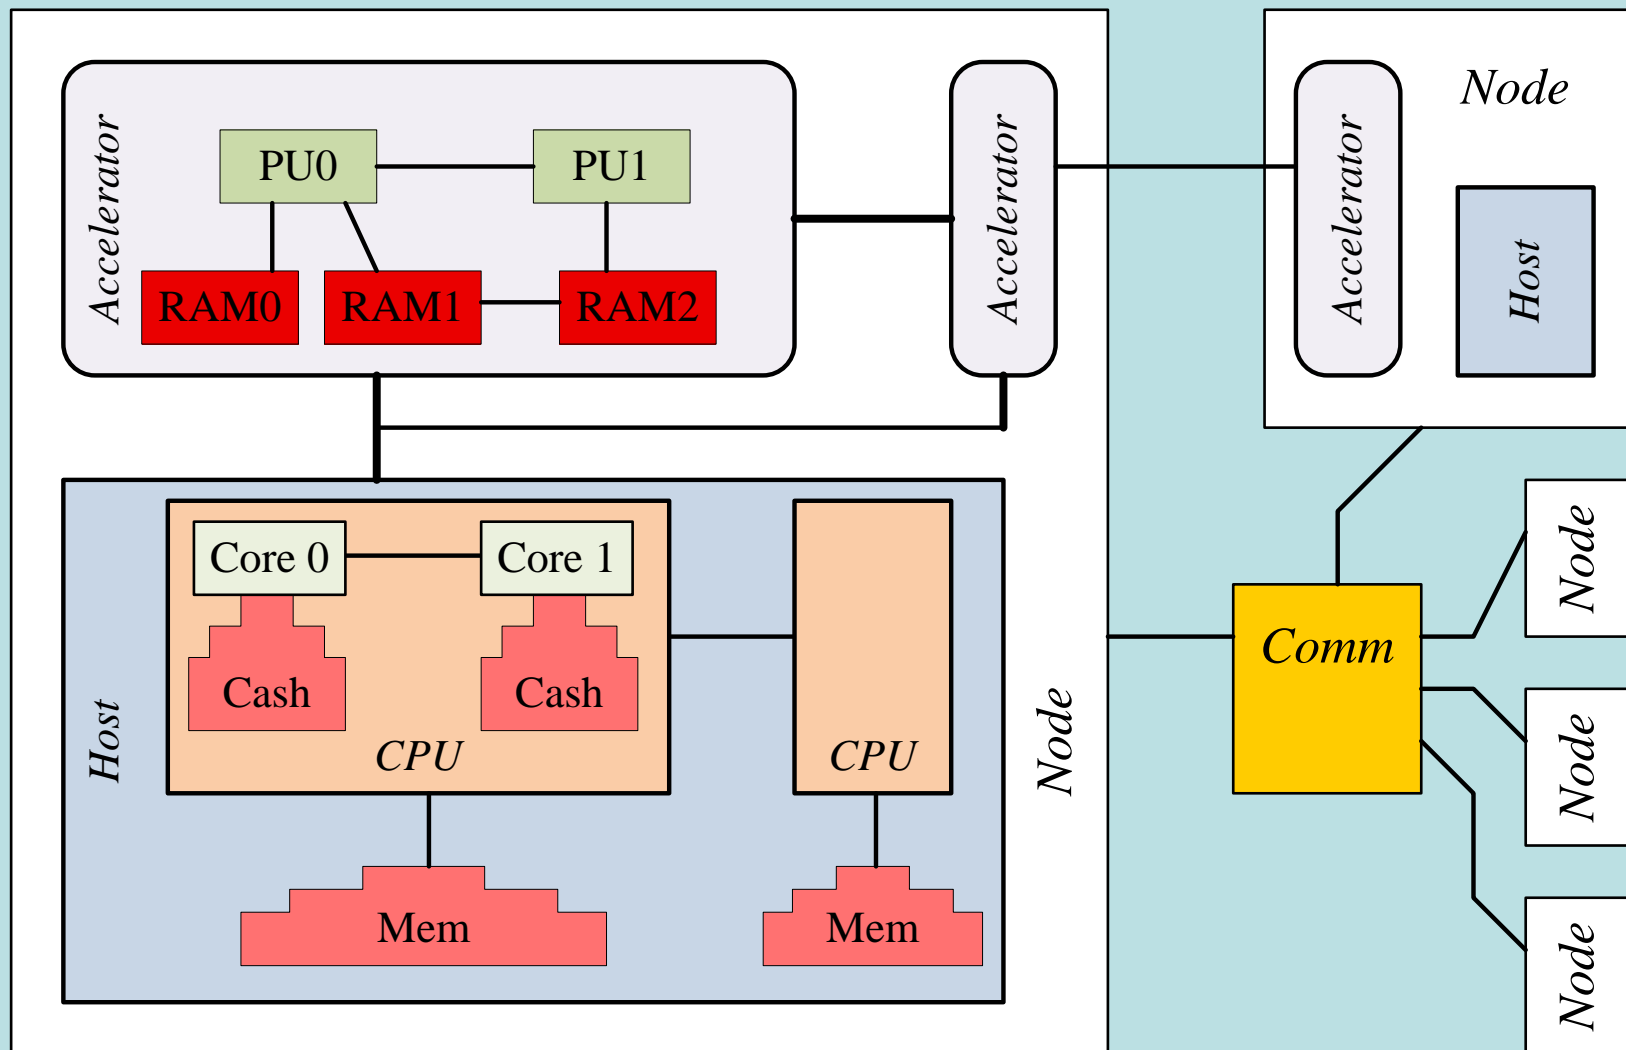 Accelerator
PU0
PU1
RAM0
RAM1
RAM2
Accelerator
Accelerator
Node
Host
Host
Core 0
Core 1
Cash
Cash
CPU
CPU
Mem
Mem
Node
Comm
Node
Node
Node